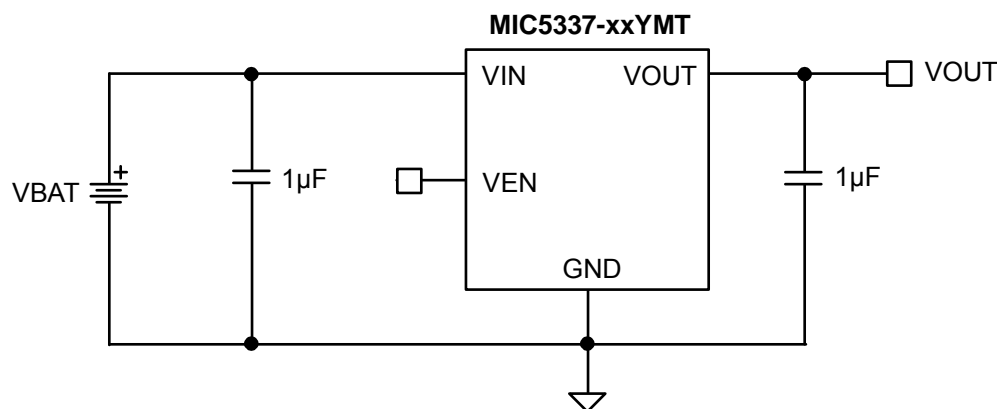 MIC5337-xxYMT
VIN
VOUT
VOUT
VBAT
+
1µF
VEN
1µF
GND